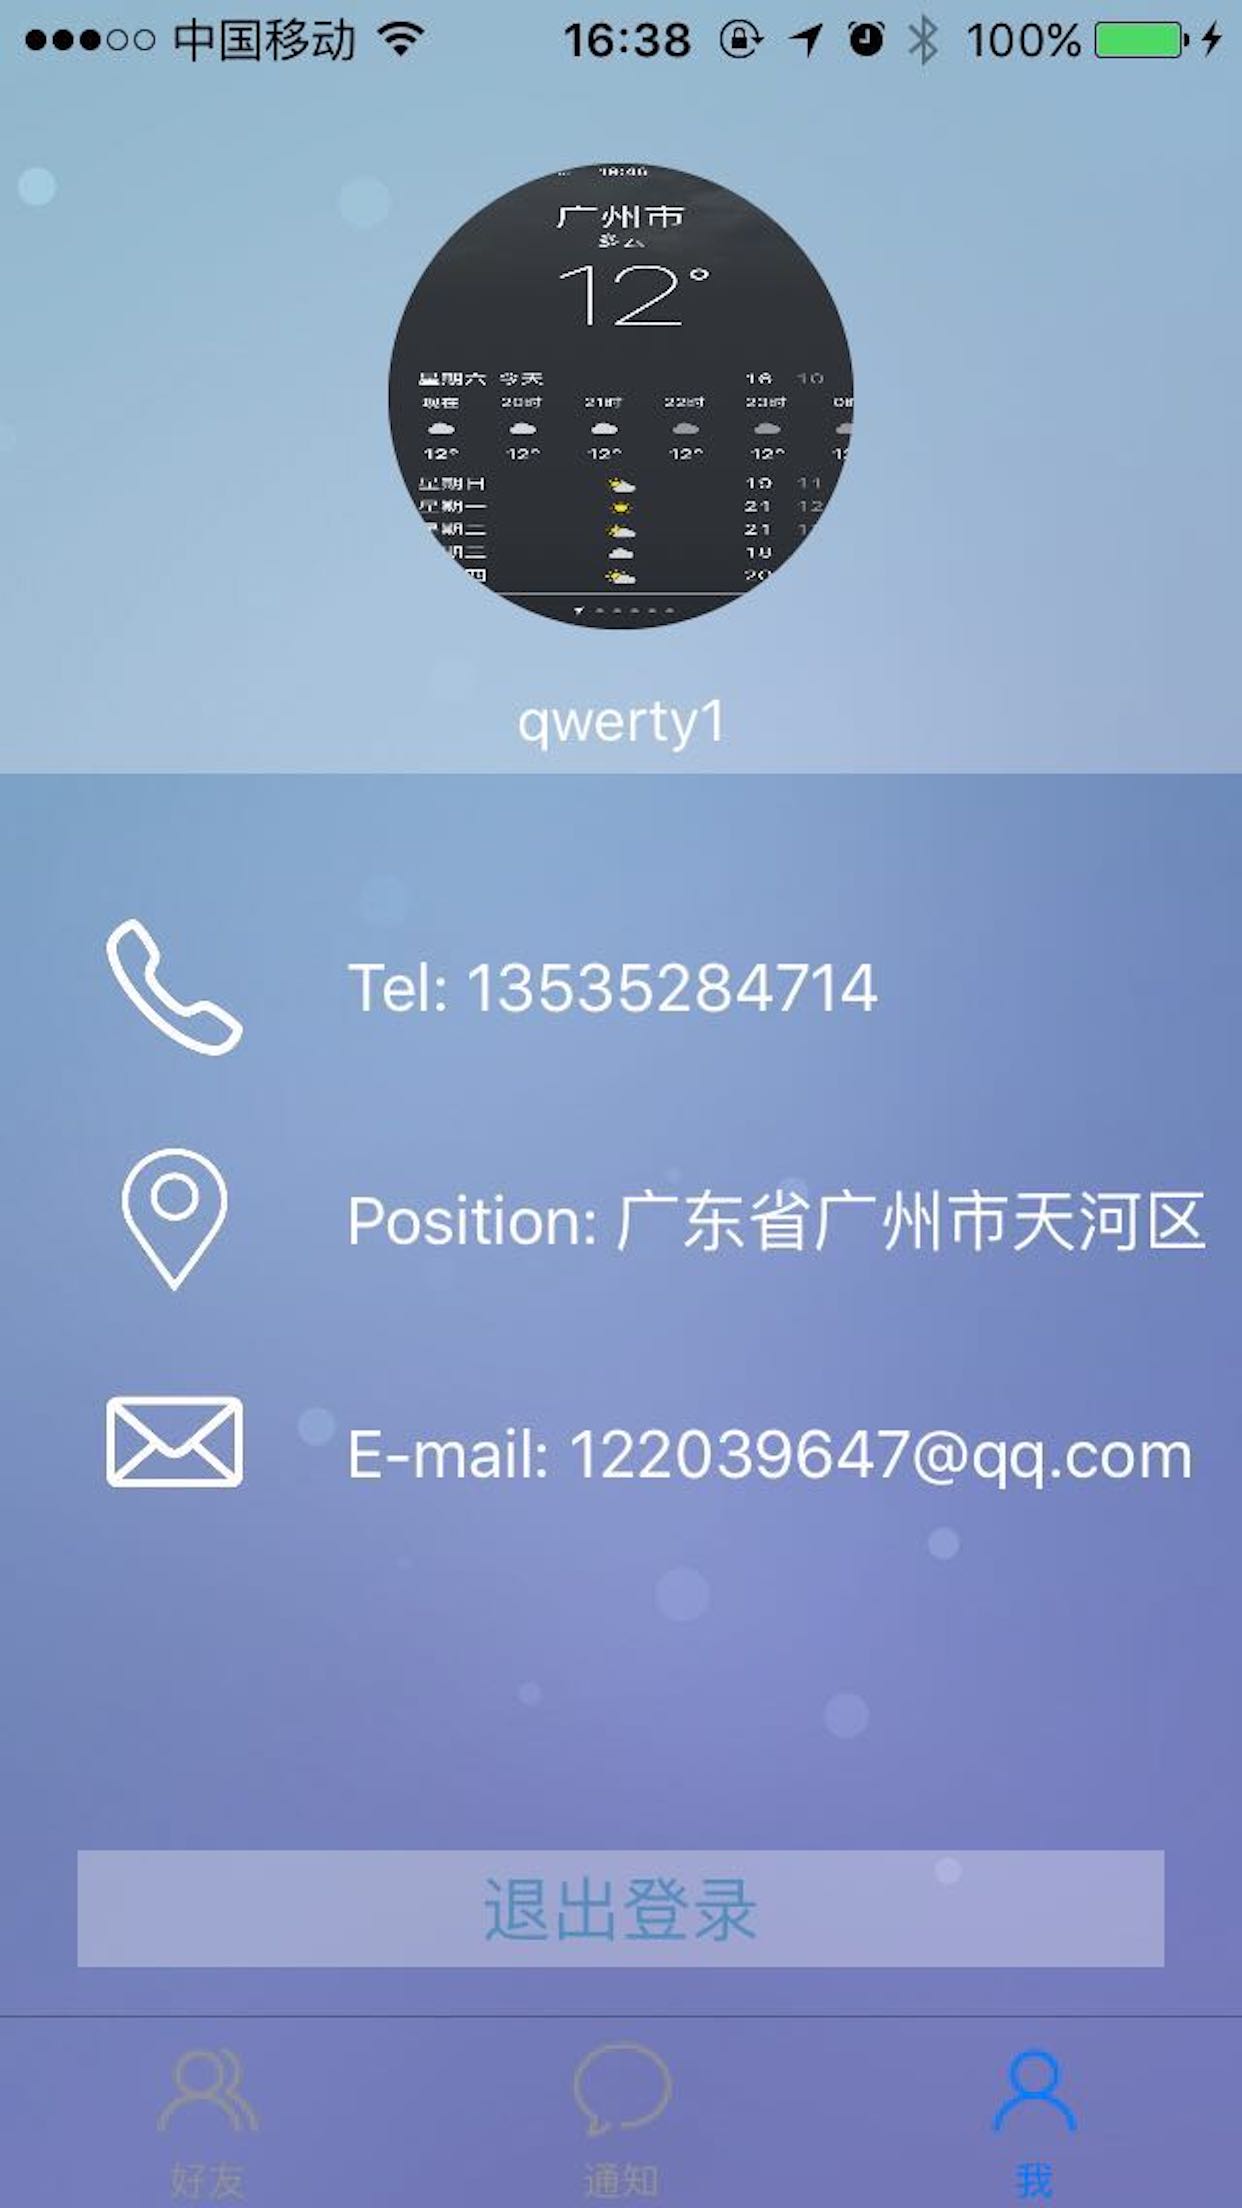 中国移动 16:38 100%
18:46
广州市
多云
12°
星期六 今天 16 10
现在 20时 21时 22时 23时
12° 12° 12° 12° 12°
星期日 19 11
星期一 21 12
星期二 21
期三 18
四 20
qwerty1
Tel: 13535284714
Position: 广东省广州市天河区
E-mail: 122039647@qq.com
退出登录
好友 通知 我